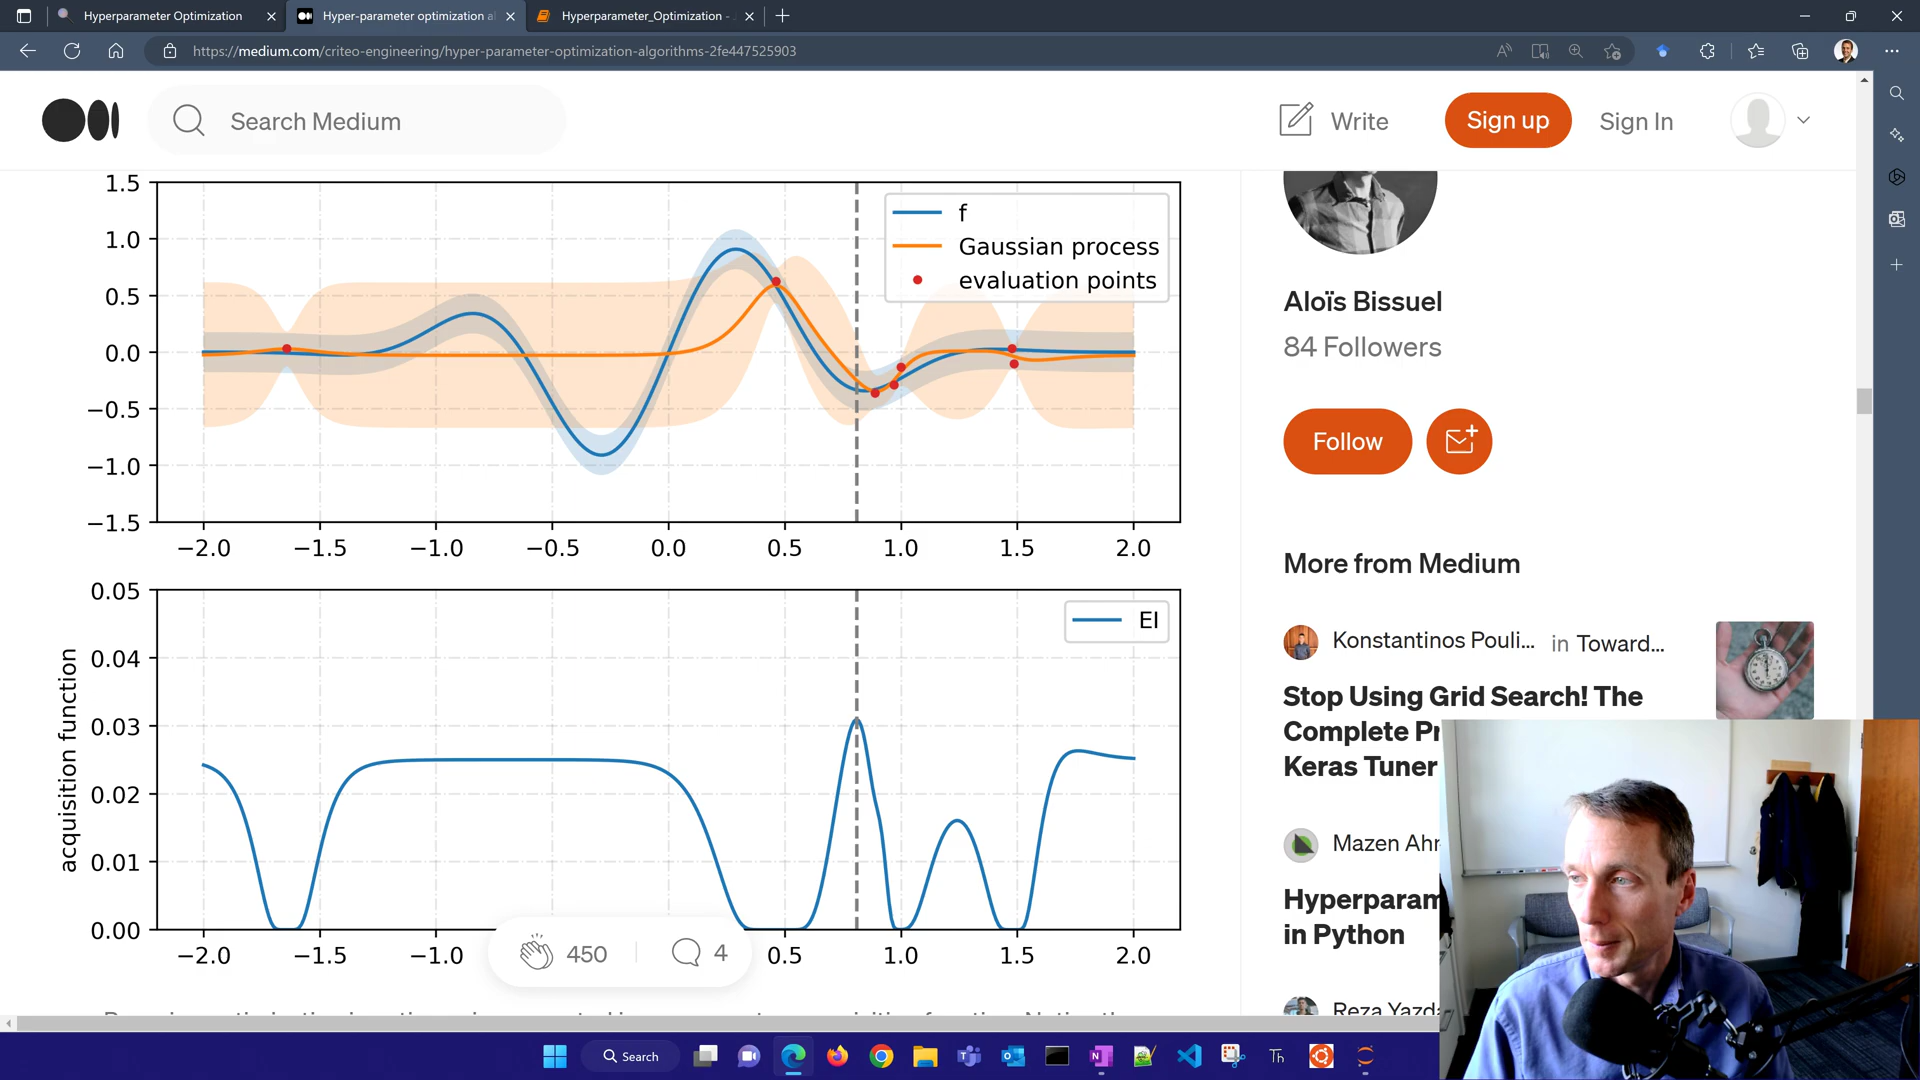 Hyperparameter Optimization
Hyper-parameter optimization a
Hyperparameter_Optimization -
https://medium.com/criteo-engineering/hyper-parameter-optimization-algorithms-2fe447525903
Search Medium
Write
Sign up
Sign In
1.5
1.0
0.5
0.0
−0.5
−1.0
−1.5
f
Gaussian process
evaluation points
−2.0 −1.5 −1.0 −0.5 0.0 0.5 1.0 1.5 2.0
0.05
0.04
0.03
0.02
0.01
0.00
acquisition function
EI
−2.0 −1.5 −1.0 0.5 1.0 1.5 2.0
450
4
Aloïs Bissuel
84 Followers
Follow
More from Medium
Konstantinos Pouli... in Toward...
Stop Using Grid Search! The
Complete Pr
Keras Tuner
Mazen Ahr
Hyperparam
in Python
Reza Yazda
Search
Th